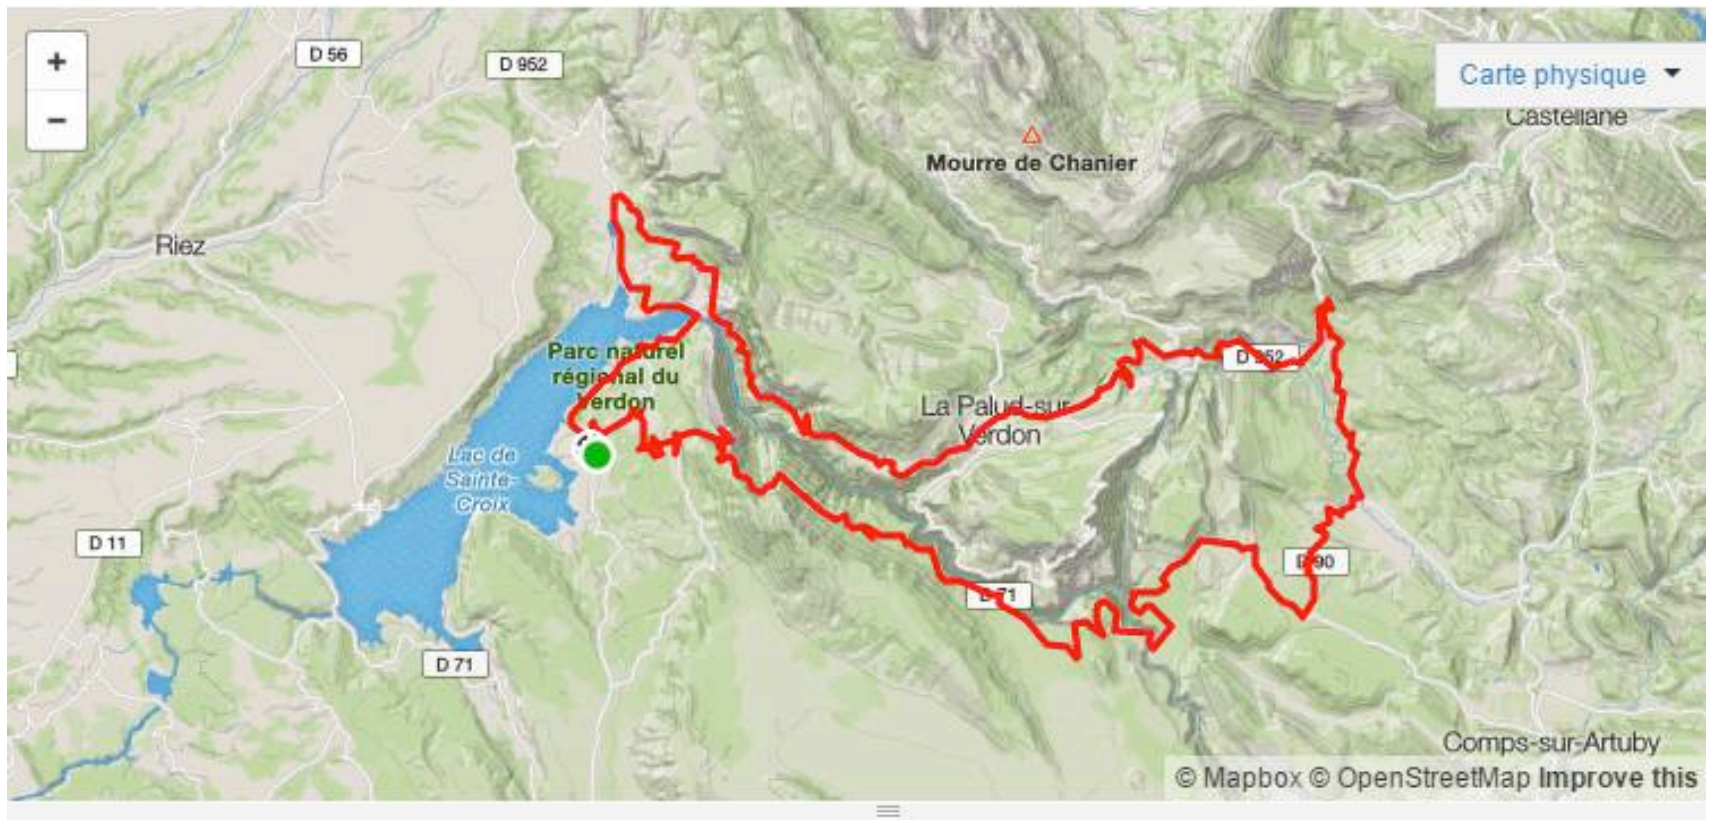 +
−
D 56
D 952
Carte physique
Castellane
Mourre de Chanier
Riez
Parc naturel
régional du
Verdon
D 952
La Palud-sur-
Verdon
Lac de
Sainte-
Croix
D 11
D 90
D 71
D 71
Comps-sur-Artuby
© Mapbox © OpenStreetMap Improve this